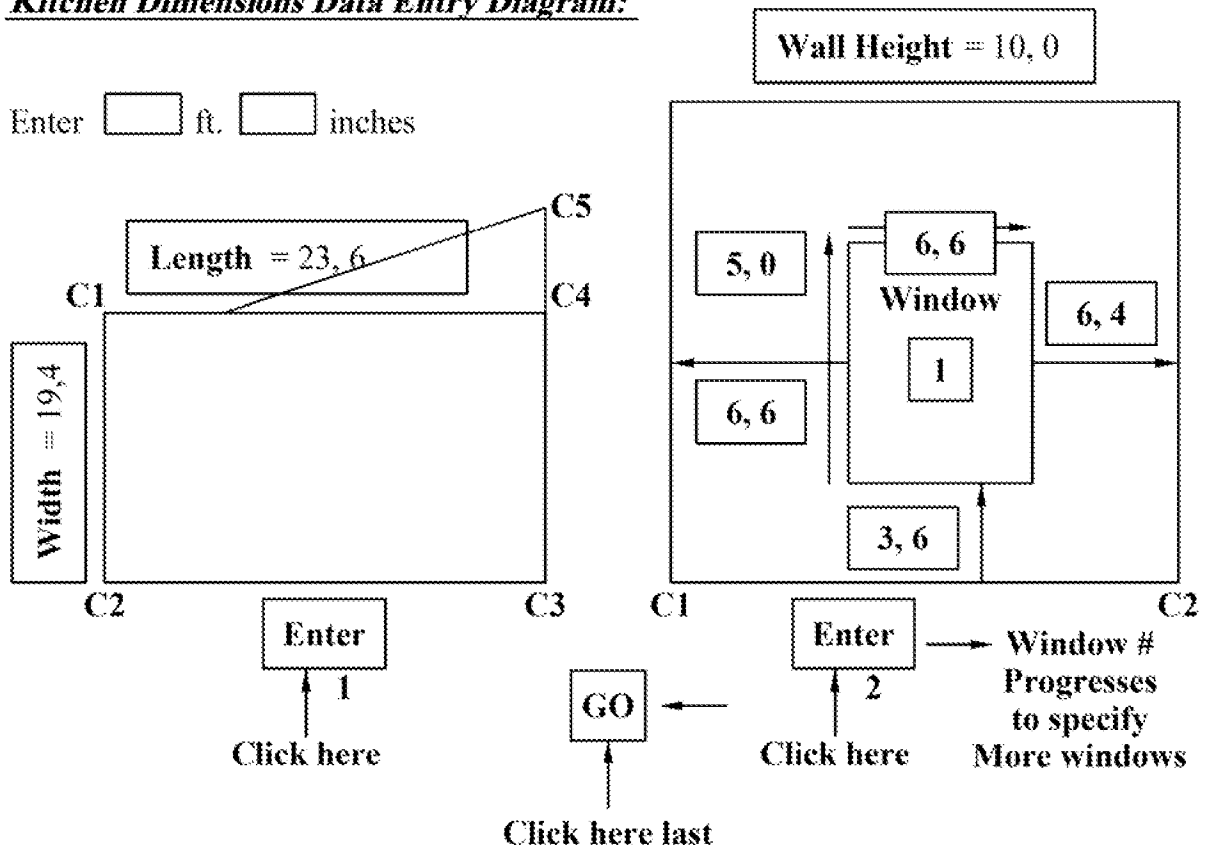 Kitchen Dimensions Data Entry Diagram:
Wall Height = 10, 0
Enter ft. inches
C5
Length = 23, 6
C1
C4
Width = 19,4
C2
C3
Enter
1
Click here
5, 0
6, 6
Window
6, 4
1
6, 6
3, 6
C1
C2
Enter
2
Window #
Progresses
to specify
More windows
GO
Click here
Click here last